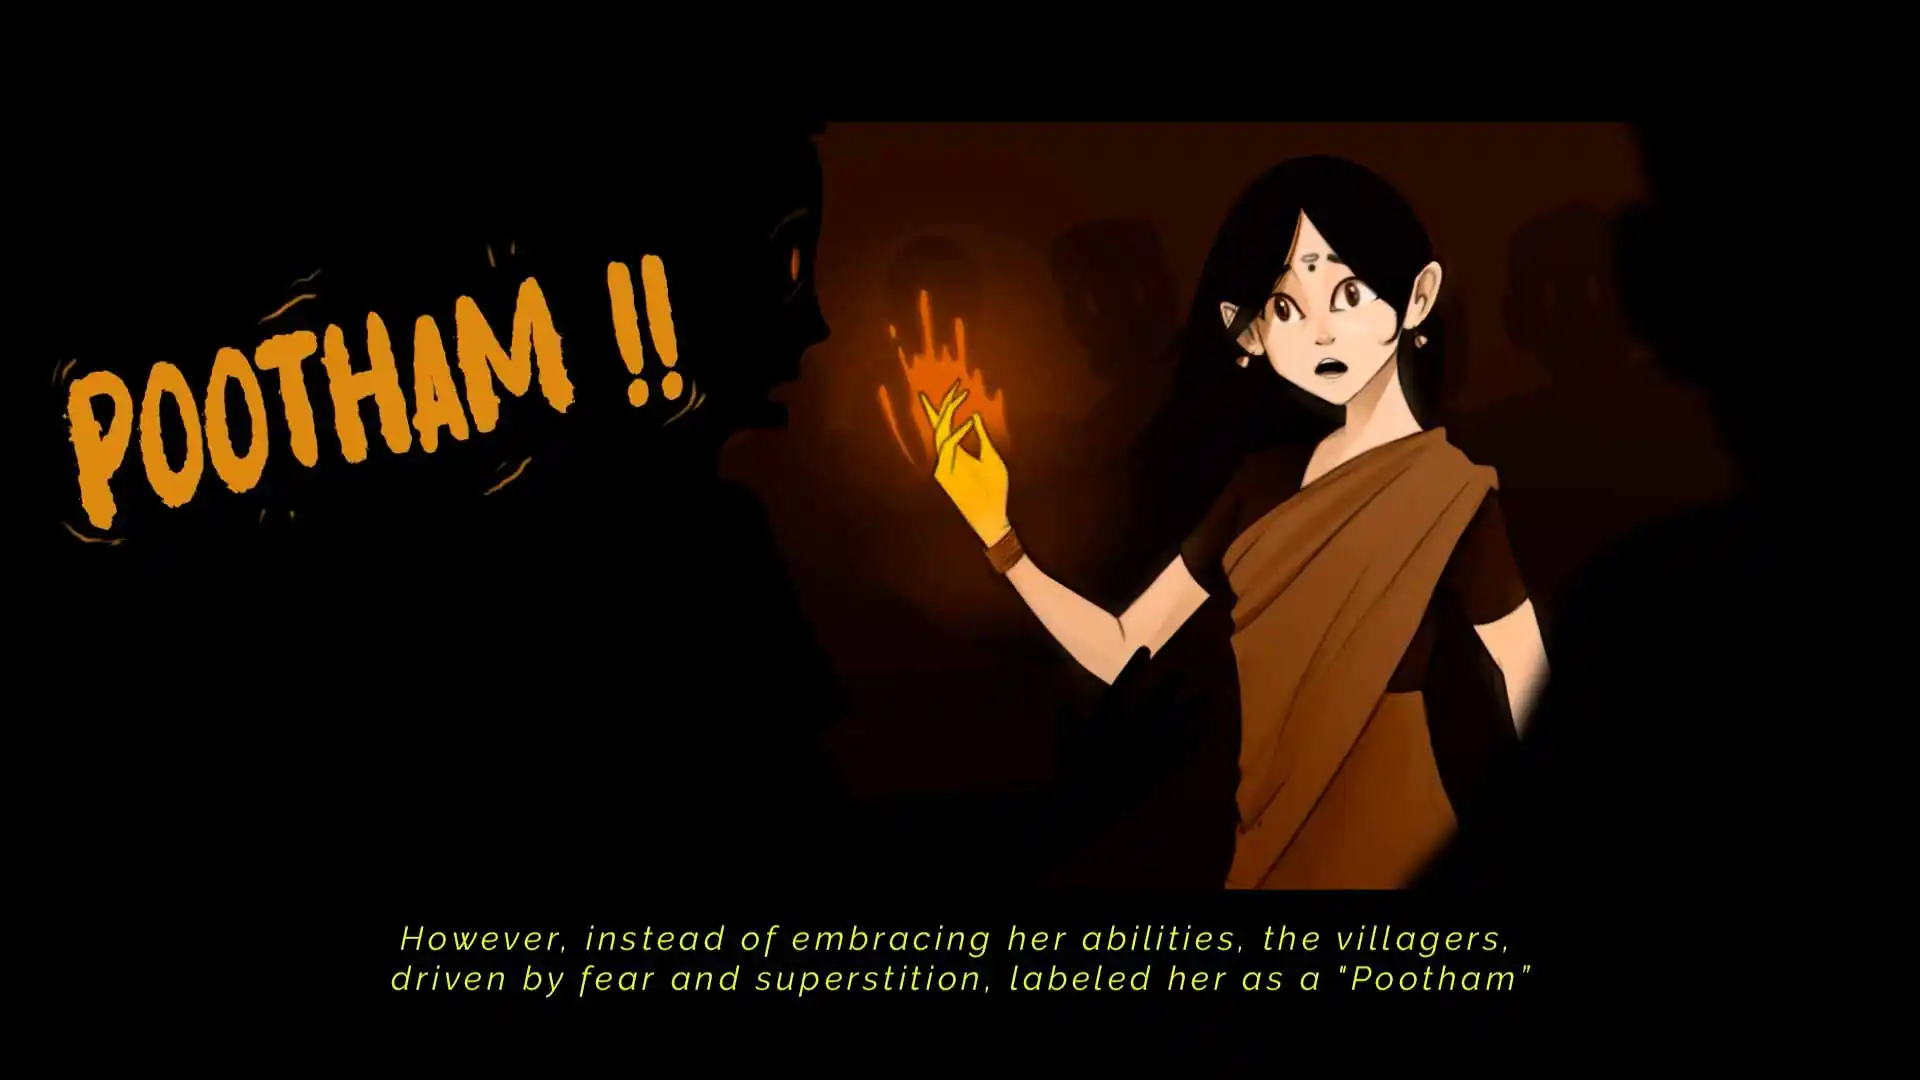 POOTHAM !!
However, instead of embracing her abilities, the villagers,
driven by fear and superstition, labeled her as a "Pootham”